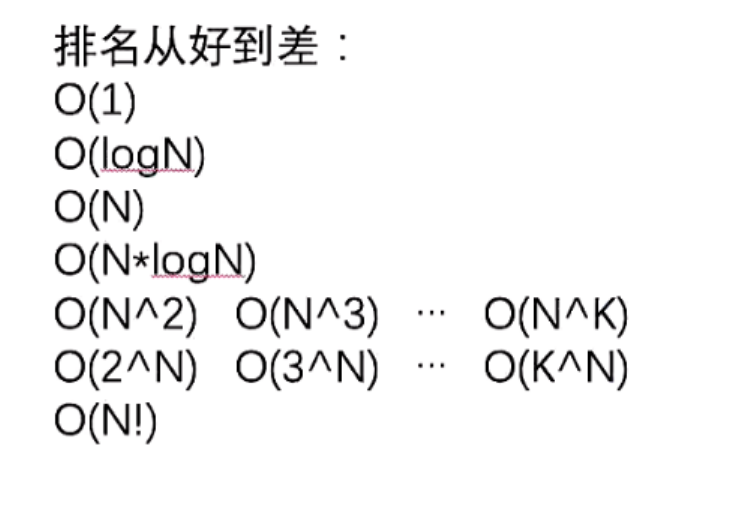 排名从好到差：
O(1)
O(logN)
O(N)
O(N*logN)
O(N^2) O(N^3) … O(N^K)
O(2^N) O(3^N) … O(K^N)
O(N!)